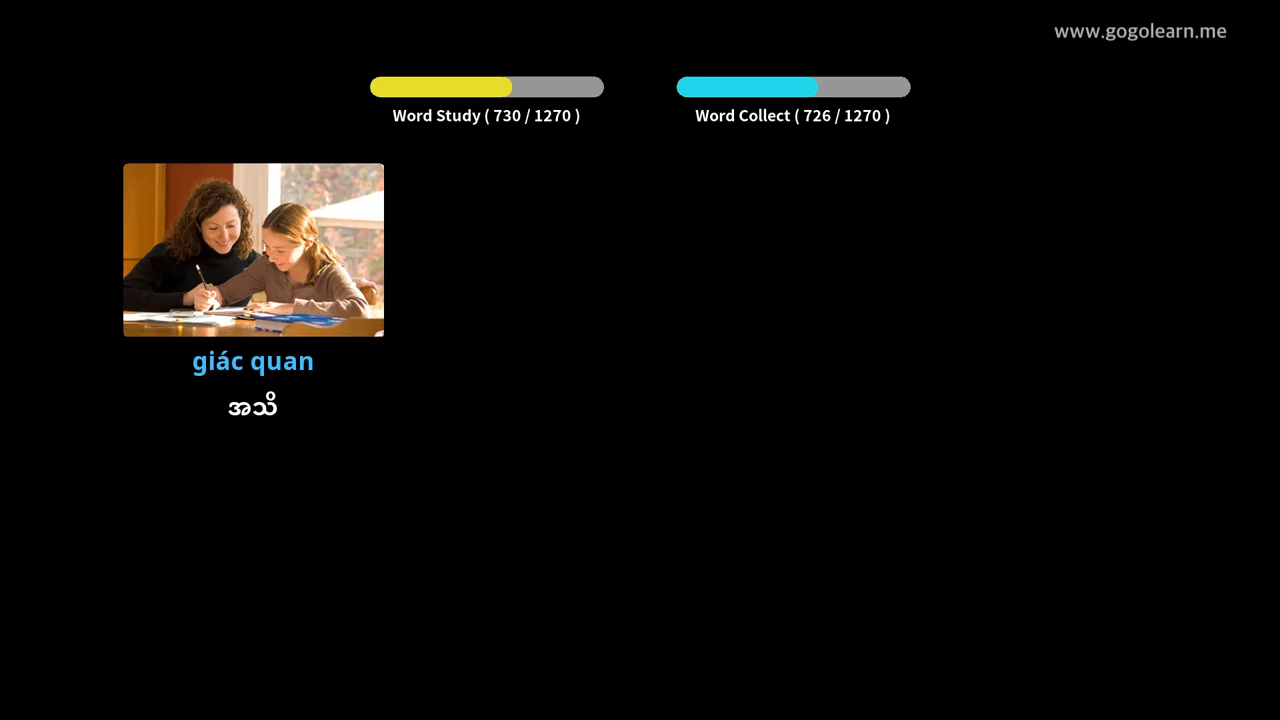 www.gogolearn.me
Word Study ( 730 / 1270 )
Word Collect ( 726 / 1270 )
giác quan
အသိ